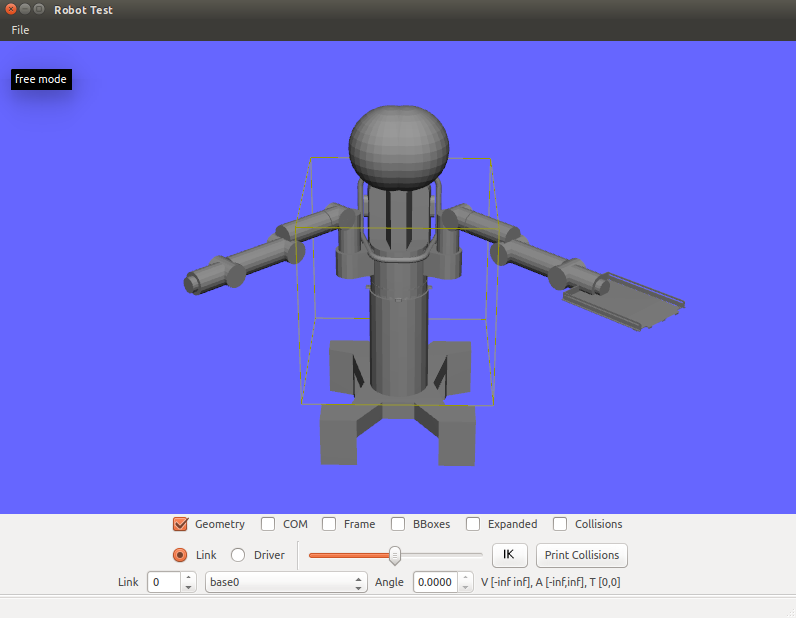 Robot Test
File
free mode
Geometry COM Frame BBoxes Expanded Collisions
Link Driver IK Print Collisions
Link 0 base0 Angle 0.0000 V [-inf inf], A [-inf,inf], T [0,0]